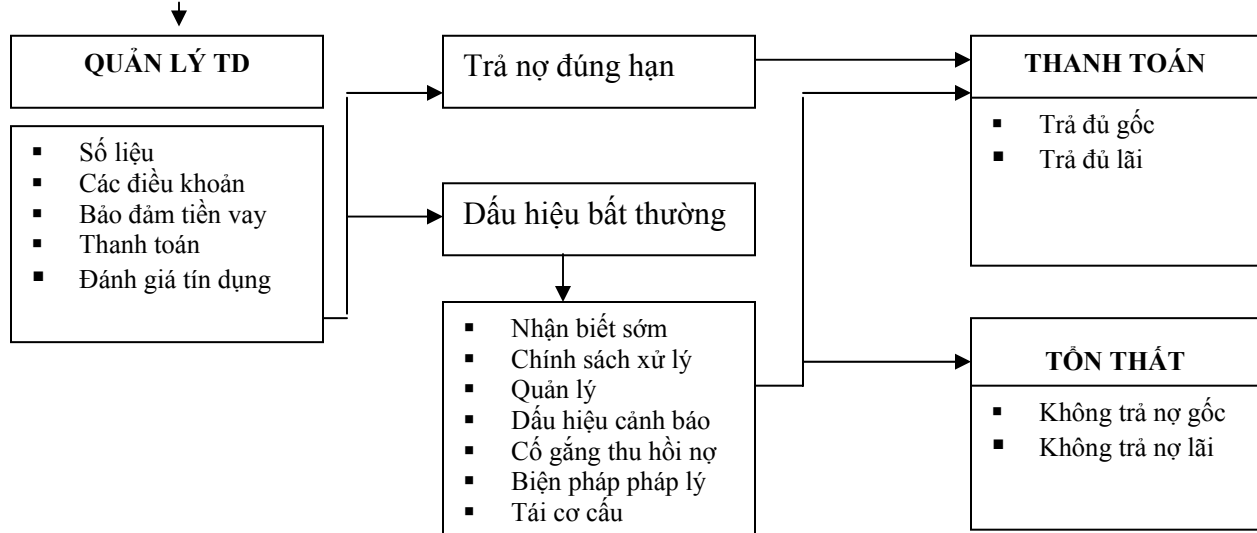 QUẢN LÝ TD
▪ Số liệu
▪ Các điều khoản
▪ Bảo đảm tiền vay
▪ Thanh toán
▪ Đánh giá tín dụng
Trả nợ đúng hạn
Dấu hiệu bất thường
▪ Nhận biết sớm
▪ Chính sách xử lý
▪ Quản lý
▪ Dấu hiệu cảnh báo
▪ Cố gắng thu hồi nợ
▪ Biện pháp pháp lý
▪ Tái cơ cấu
THANH TOÁN
▪ Trả đủ gốc
▪ Trả đủ lãi
TỔN THẤT
▪ Không trả nợ gốc
▪ Không trả nợ lãi